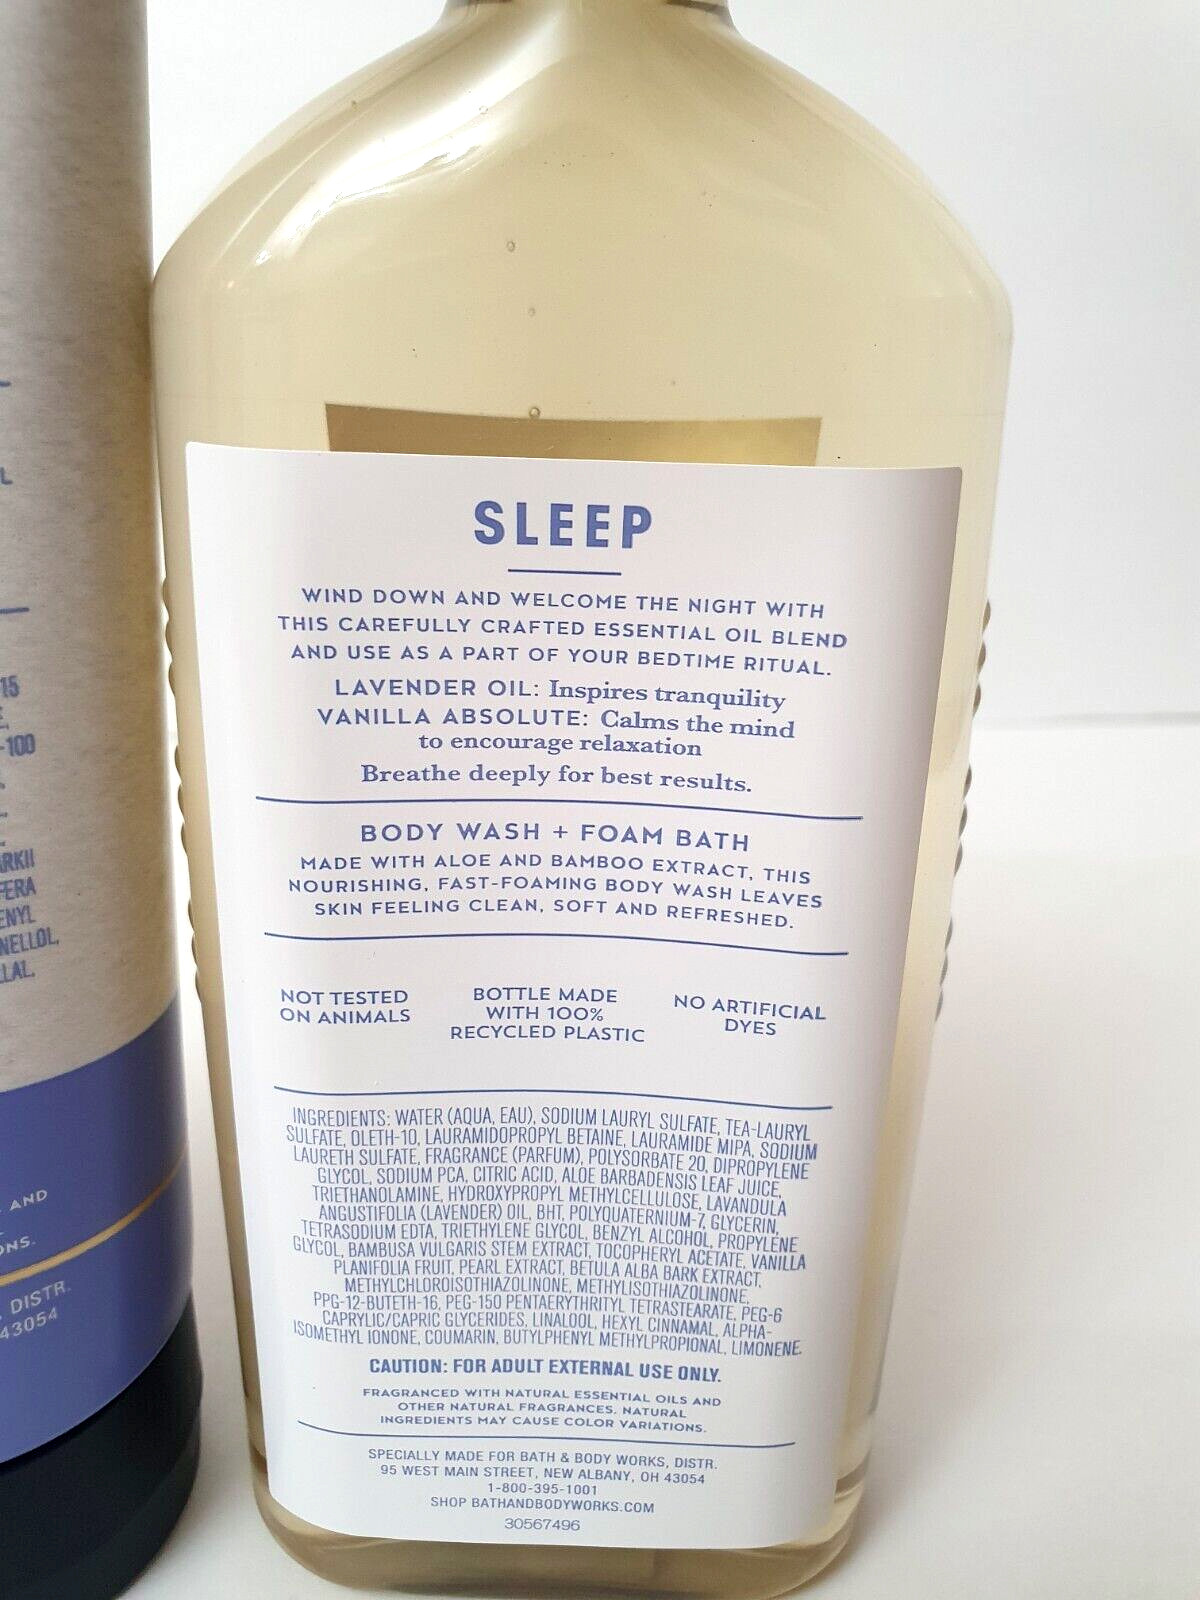 SLEEP
WIND DOWN AND WELCOME THE NIGHT WITH
THIS CAREFULLY CRAFTED ESSENTIAL OIL BLEND
AND USE AS A PART OF YOUR BEDTIME RITUAL.
LAVENDER OIL: Inspires tranquility
VANILLA ABSOLUTE: Calms the mind
to encourage relaxation
Breathe deeply for best results.
BODY WASH + FOAM BATH
MADE WITH ALOE AND BAMBOO EXTRACT, THIS
NOURISHING, FAST-FOAMING BODY WASH LEAVES
SKIN FEELING CLEAN, SOFT AND REFRESHED.
NOT TESTED
ON ANIMALS
BOTTLE MADE
WITH 100%
RECYCLED PLASTIC
NO ARTIFICIAL
DYES
INGREDIENTS: WATER (AQUA, EAU), SODIUM LAURYL SULFATE, TEA-LAURYL
SULFATE, OLETH-10, LAURAMIDOPROPYL BETAINE, LAURAMIDE MIPA, SODIUM
LAURETH SULFATE, FRAGRANCE (PARFUM), POLYSORBATE 20, DIPROPYLENE
GLYCOL, SODIUM PCA, CITRIC ACID, ALOE BARBADENSIS LEAF JUICE,
TRIETHANOLAMINE, HYDROXYPROPYL METHYLCELLULOSE, LAVANDULA
ANGUSTIFOLIA (LAVENDER) OIL, BHT, POLYQUATERNIUM-7, GLYCERIN,
TETRASODIUM EDTA, TRIETHYLENE GLYCOL, BENZYL ALCOHOL, PROPYLENE
GLYCOL, BAMBUSA VULGARIS STEM EXTRACT, TOCOPHERYL ACETATE, VANILLA
PLANIFOLIA FRUIT, PEARL EXTRACT, BETULA ALBA BARK EXTRACT,
METHYLCHLOROISOTHIAZOLINONE, METHYLISOTHIAZOLINONE,
PPG-12-BUTETH-16, PEG-150 PENTAERYTHRITYL TETRASTEARATE, PEG-6
CAPRYLIC/CAPRIC GLYCERIDES, LINALOOL, HEXYL CINNAMAL, ALPHA-
ISOMETHYL IONONE, COUMARIN, BUTYLPHENYL METHYLPROPIONAL, LIMONENE.
CAUTION: FOR ADULT EXTERNAL USE ONLY.
FRAGRANCED WITH NATURAL ESSENTIAL OILS AND
OTHER NATURAL FRAGRANCES. NATURAL
INGREDIENTS MAY CAUSE COLOR VARIATIONS.
SPECIALLY MADE FOR BATH & BODY WORKS, DISTR.
95 WEST MAIN STREET, NEW ALBANY, OH 43054
1-800-395-1001
SHOP BATHANDBODYWORKS.COM
30567496
L
15
-100
ARKII
FERA
ENYL
NELLOL,
LAL.
AND
ONS.
, DISTR.
43054